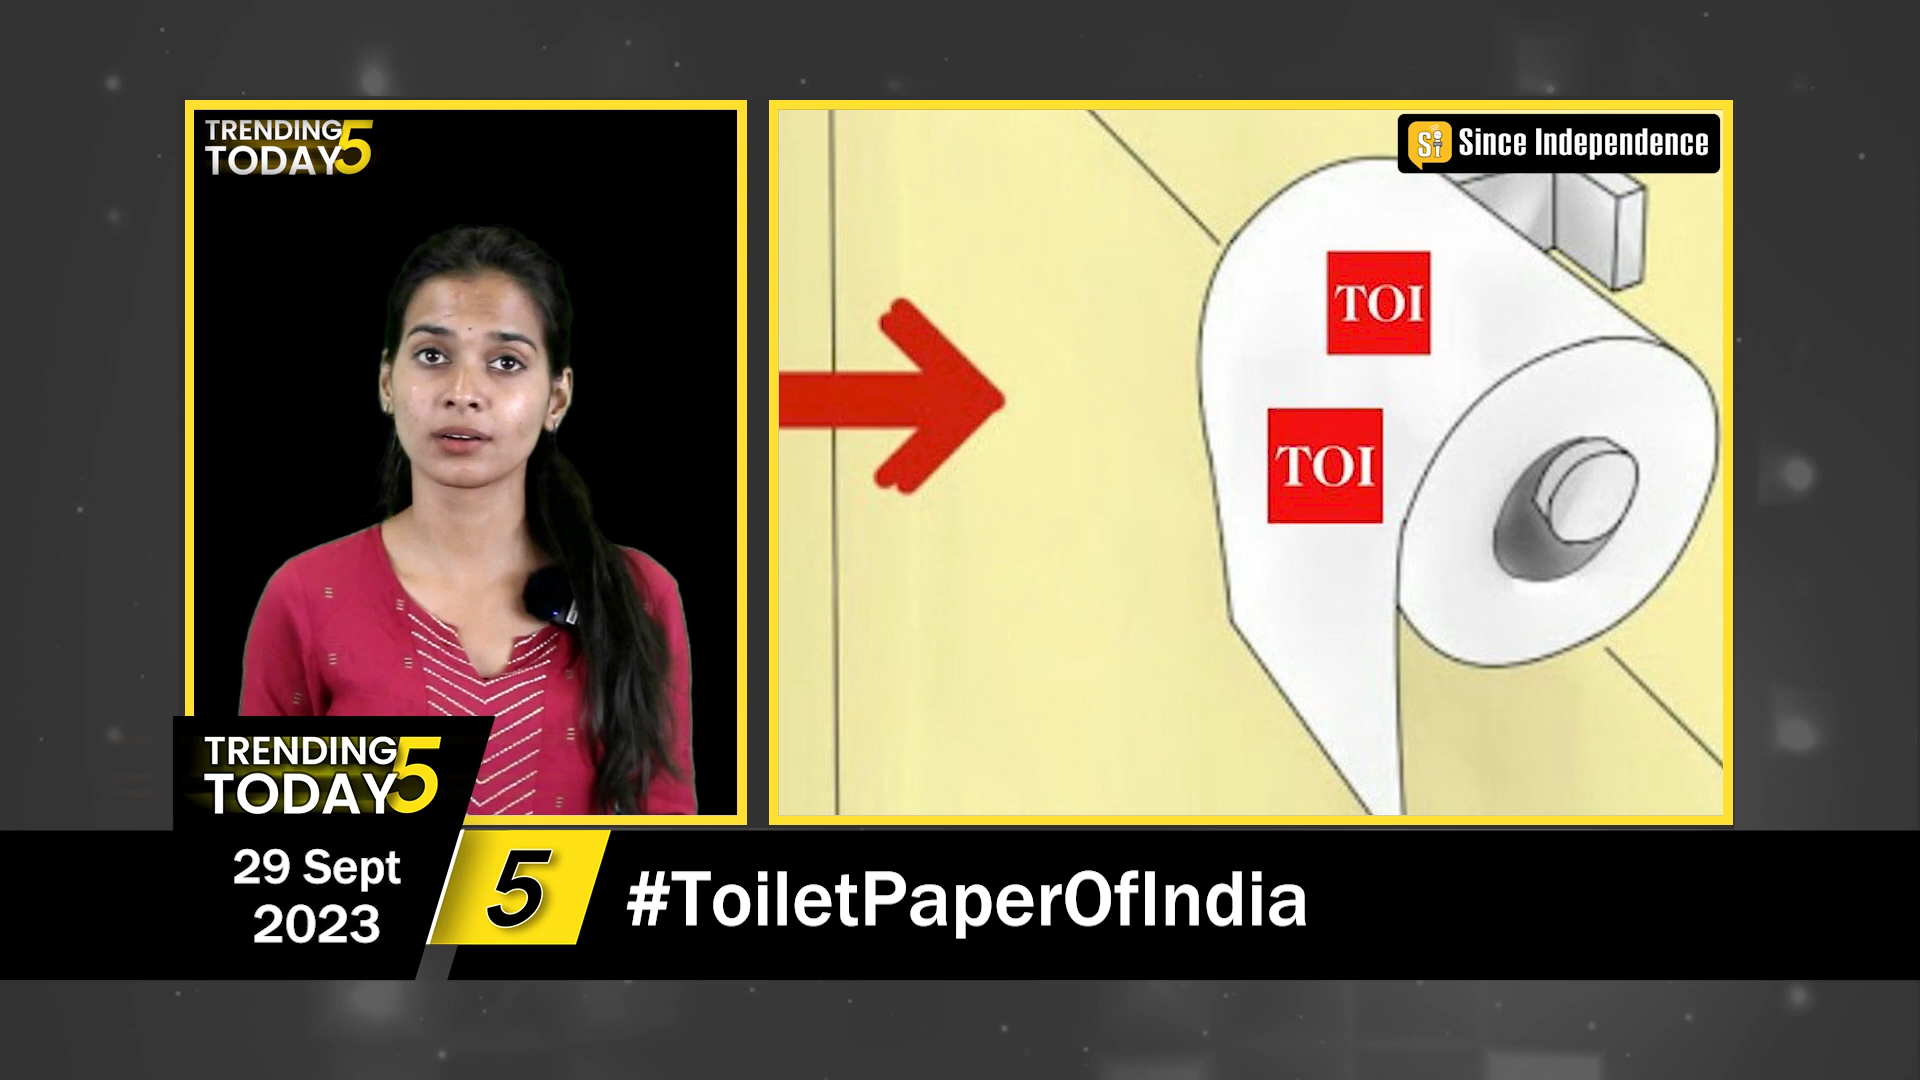 TRENDING
TODAY5
Si Since Independence
TOI
TOI
TRENDING
TODAY5
29 Sept
2023
5
#ToiletPaperOfIndia